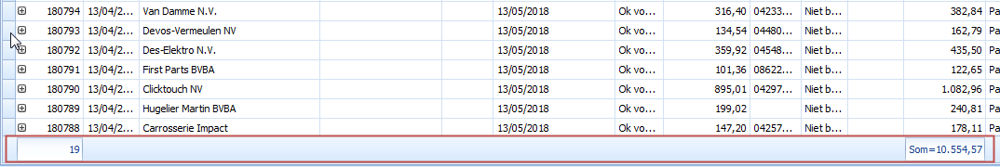 180794 13/04/2... Van Damme N.V. 13/05/2018 Ok vo... 316,40 04233... Niet b... 382,84 Pa
180793 13/04/2... Devos-Vermeulen NV 13/05/2018 Ok vo... 134,54 04480... Niet b... 162,79 Pa
180792 13/04/2... Des-Elektro N.V. 13/05/2018 Ok vo... 359,92 04548... Niet b... 435,50 Pa
180791 13/04/2... First Parts BVBA 13/05/2018 Ok vo... 101,36 08622... Niet b... 122,65 Pa
180790 13/04/2... Clicktouch NV 13/05/2018 Ok vo... 895,01 04297... Niet b... 1.082,96 Pa
180789 13/04/2... Hugelier Martin BVBA 13/05/2018 Ok vo... 199,02 Niet b... 240,81 Pa
180788 13/04/2... Carrosserie Impact 13/05/2018 Ok vo... 147,20 04257... Niet b... 178,11 Pa
19 Som=10.554,57